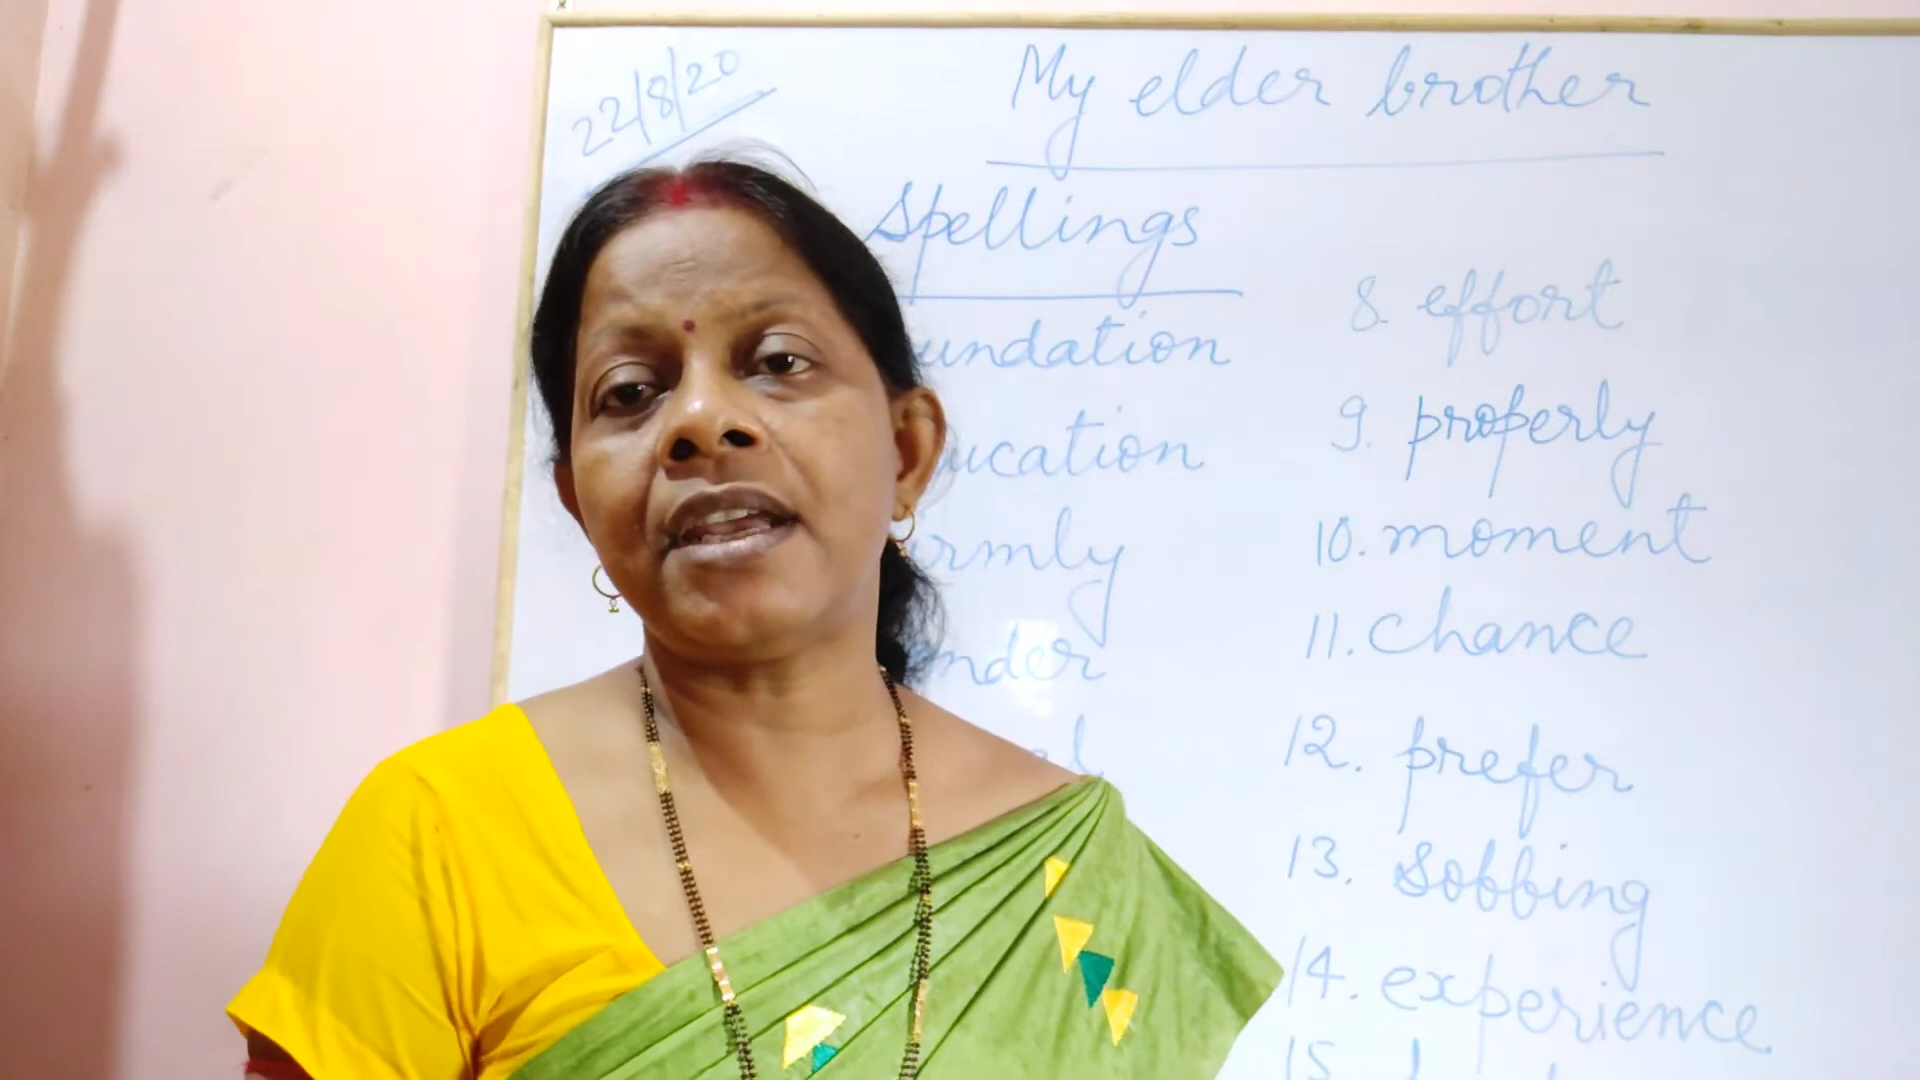 22/8/20
My elder brother
Spellings
undation
ucation
rmly
nder
8. effort
9. properly
10. moment
11. chance
12. prefer
13. sobbing
14. experience
15.